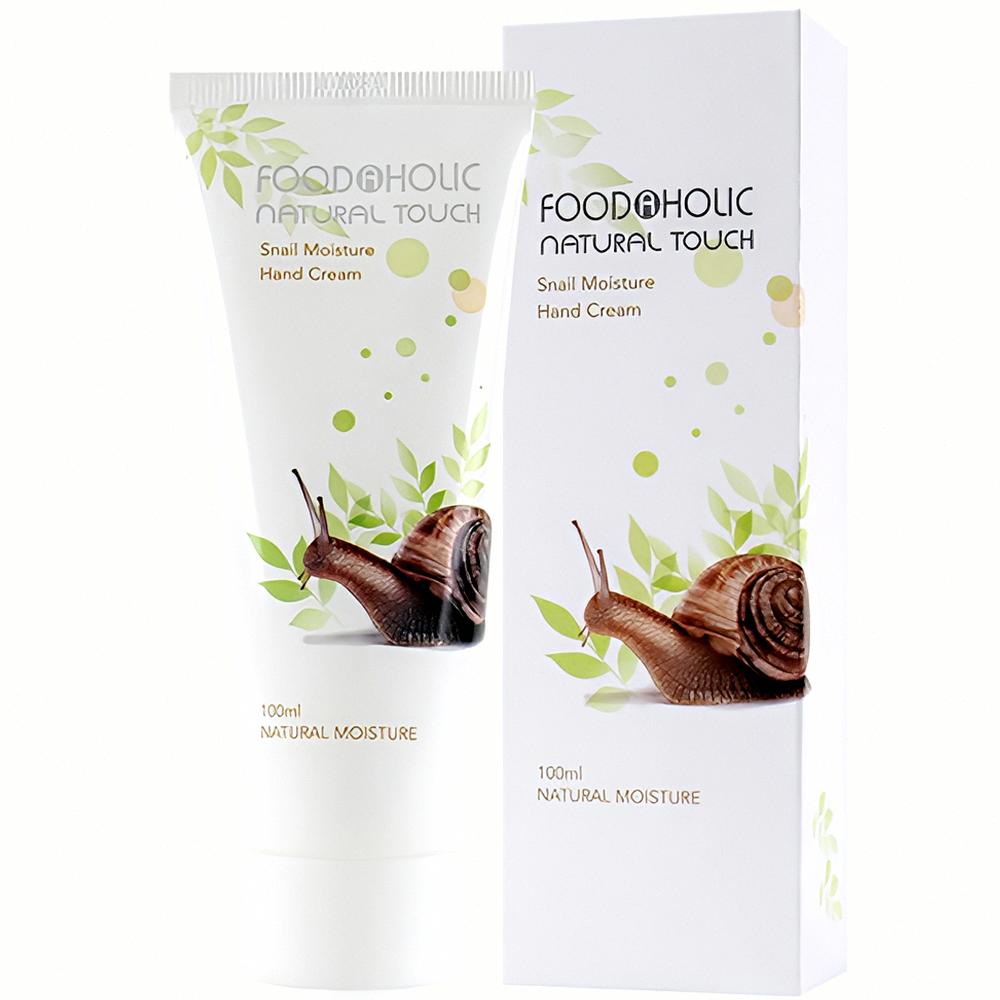 FOODAHOLIC
NATURAL TOUCH
Snail Moisture
Hand Cream
100ml
NATURAL MOISTURE
FOODAHOLIC
NATURAL TOUCH
Snail Moisture
Hand Cream
100ml
NATURAL MOISTURE